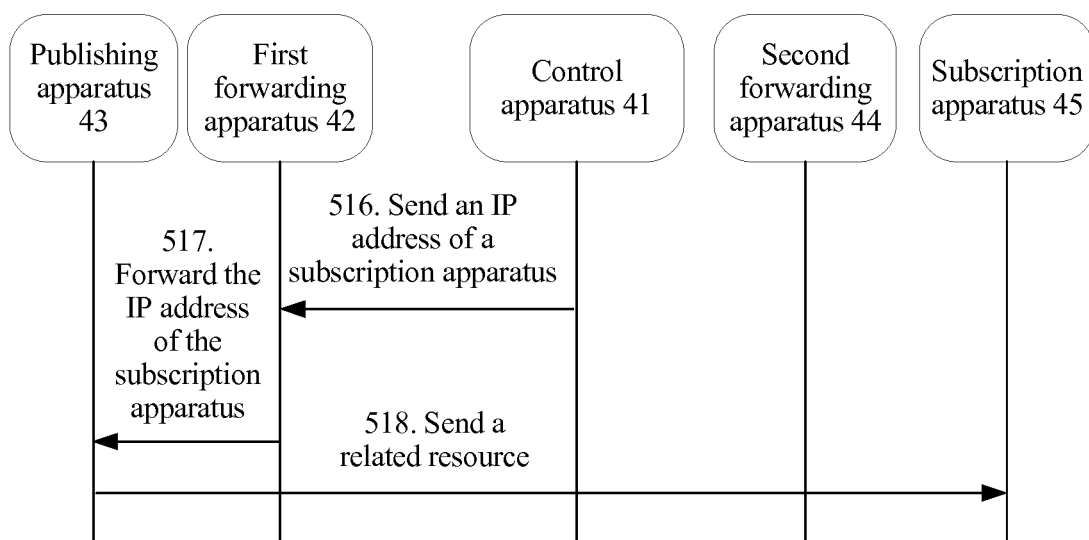 Publishing
apparatus
43
First
forwarding
apparatus 42
Control
apparatus 41
Second
forwarding
apparatus 44
Subscription
apparatus 45
516. Send an IP
address of a
subscription apparatus
517.
Forward the
IP address
of the
subscription
apparatus
518. Send a
related resource